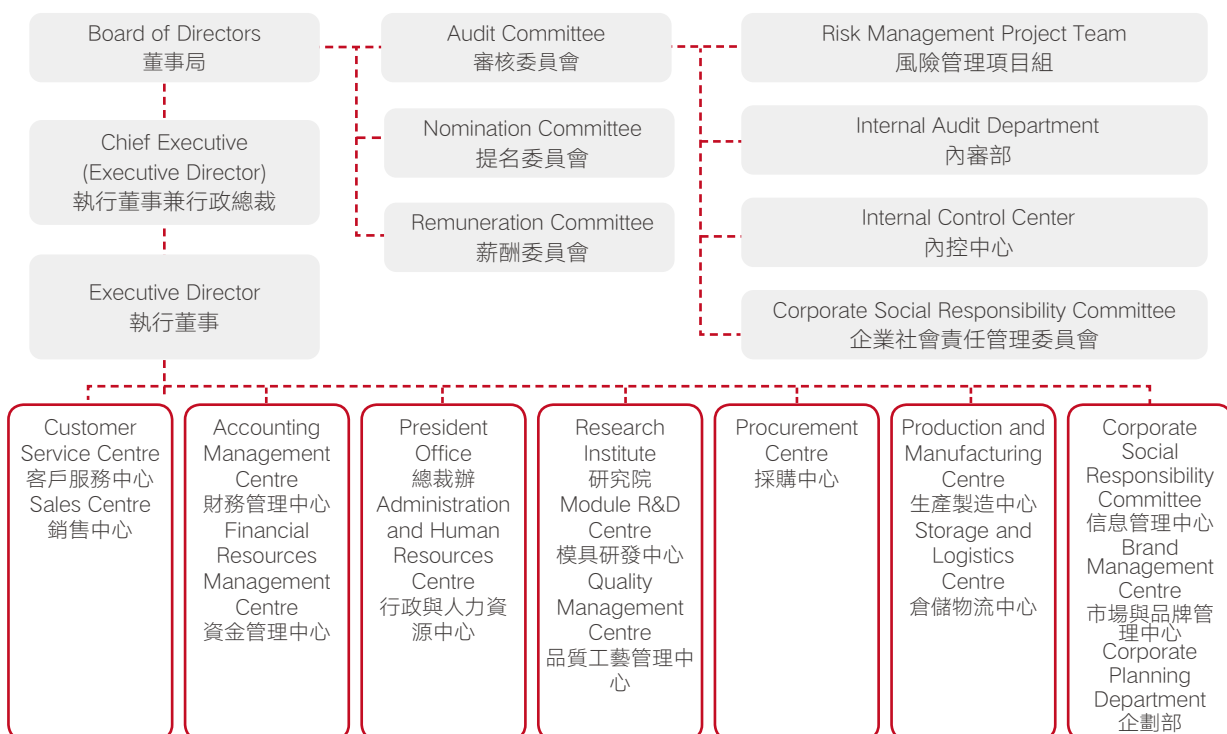 Board of Directors
董事局
Audit Committee
審核委員會
Risk Management Project Team
風險管理項目組
Chief Executive
(Executive Director)
執行董事兼行政總裁
Nomination Committee
提名委員會
Internal Audit Department
內審部
Remuneration Committee
薪酬委員會
Internal Control Center
內控中心
Executive Director
執行董事
Corporate Social Responsibility Committee
企業社會責任管理委員會
Customer
Service Centre
客戶服務中心
Sales Centre
銷售中心
Accounting
Management
Centre
財務管理中心
Financial
Resources
Management
Centre
資金管理中心
President
Office
總裁辦
Administration
and Human
Resources
Centre
行政與人力資
源中心
Research
Institute
研究院
Module R&D
Centre
模具研發中心
Quality
Management
Centre
品質工藝管理中
心
Procurement
Centre
採購中心
Production and
Manufacturing
Centre
生產製造中心
Storage and
Logistics
Centre
倉儲物流中心
Corporate
Social
Responsibility
Committee
信息管理中心
Brand
Management
Centre
市場與品牌管
理中心
Corporate
Planning
Department
企劃部